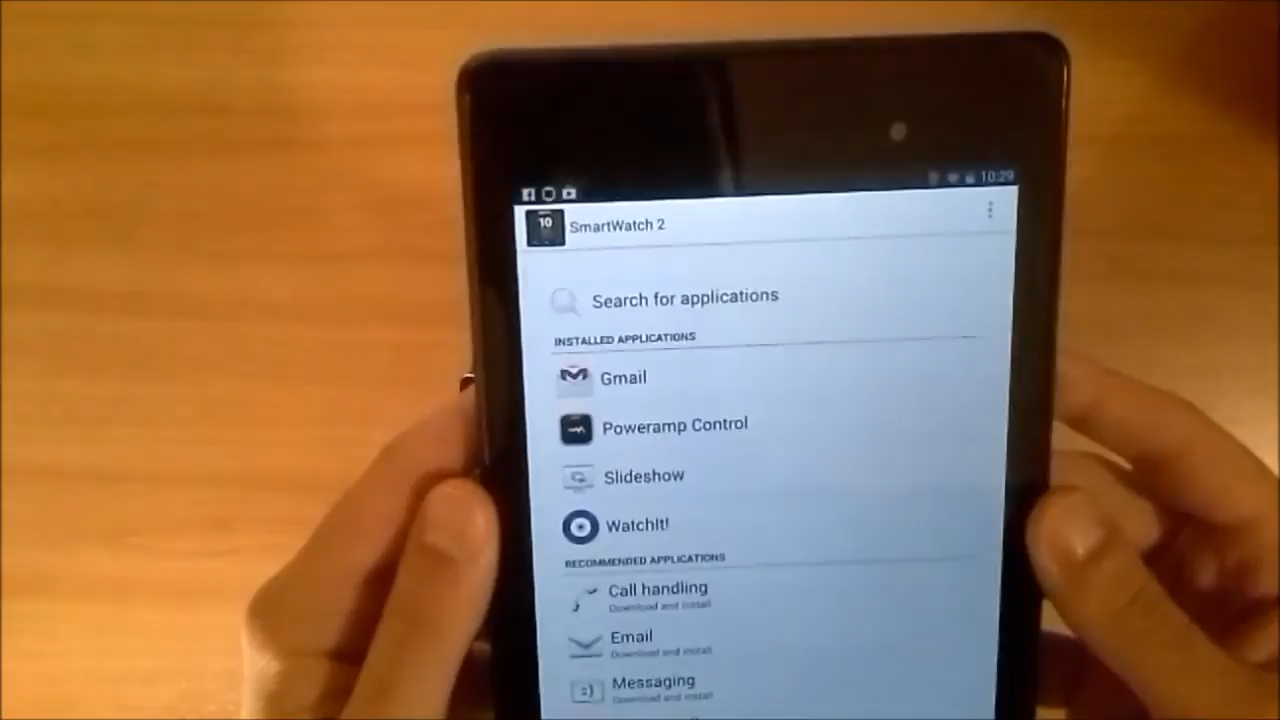 10:29
10
SmartWatch 2
Search for applications
INSTALLED APPLICATIONS
Gmail
Poweramp Control
Slideshow
WatchIt!
RECOMMENDED APPLICATIONS
Call handling
Download and install
Email
Download and install
Messaging
Download and install